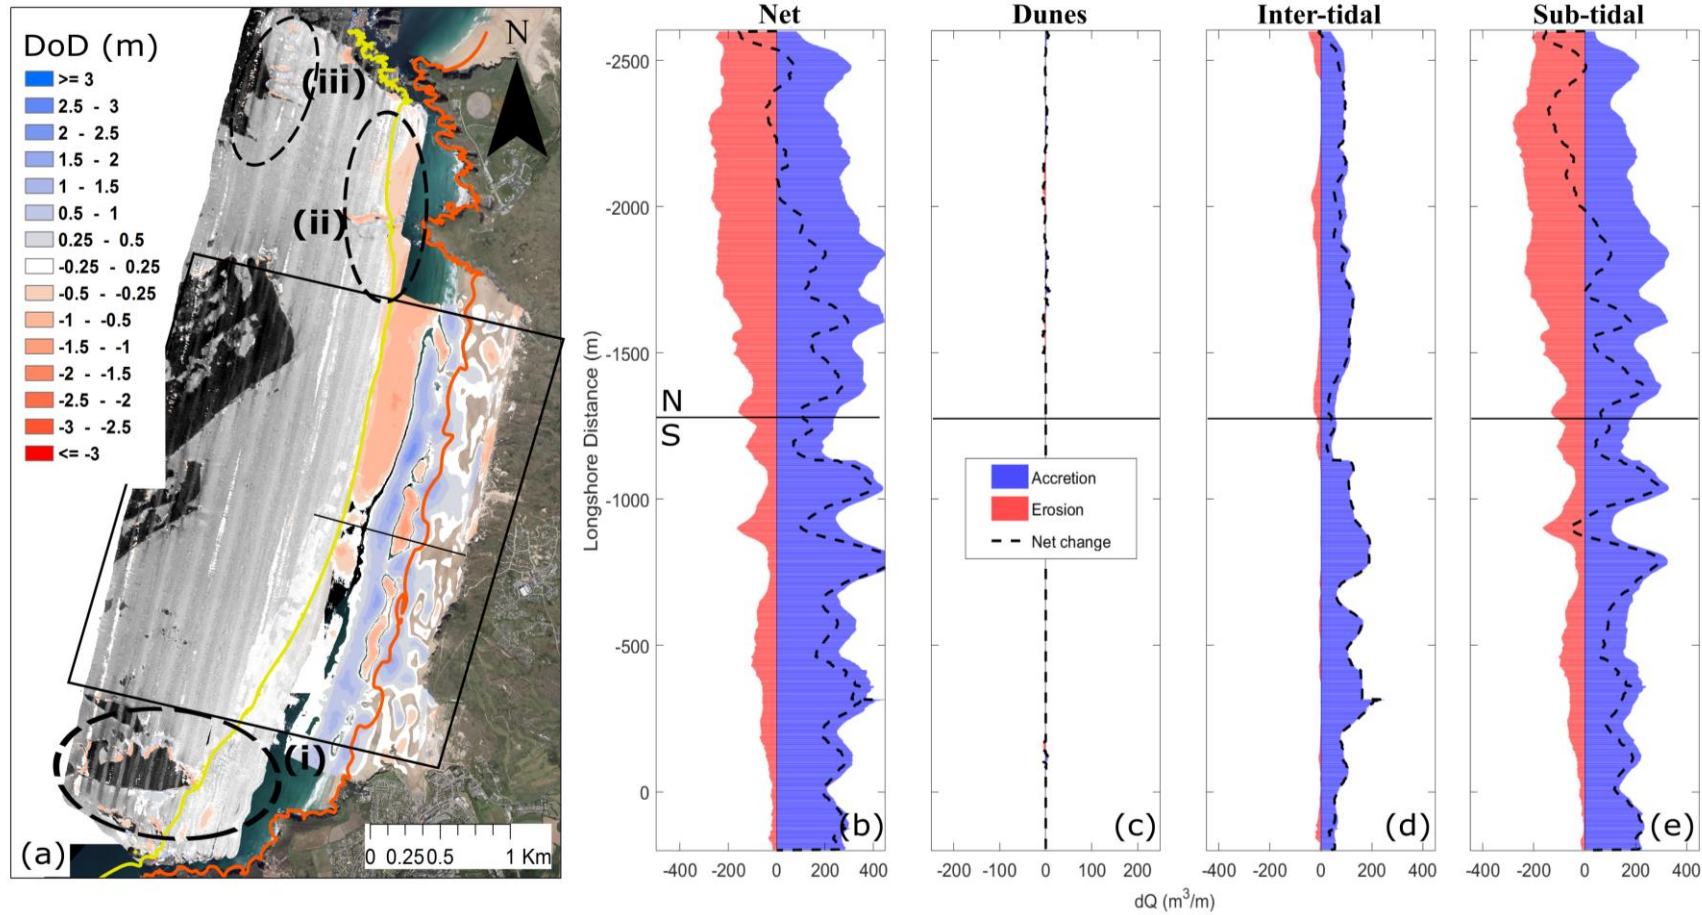 DoD (m)
>= 3
2.5 - 3
2 - 2.5
1.5 - 2
1 - 1.5
0.5 - 1
0.25 - 0.5
-0.25 - 0.25
-0.5 - -0.25
-1 - -0.5
-1.5 - -1
-2 - -1.5
-2.5 - -2
-3 - -2.5
<= -3
N
(iii)
(ii)
(i)
(a)
0 0.25 0.5 1 Km
Net Dunes Inter-tidal Sub-tidal
Longshore Distance (m)
-2500
-2000
-1500
-1000
-500
0
N
S
Accretion
Erosion
Net change
(b) (c) (d) (e)
-400 -200 0 200 400
-200 -100 0 100 200
-400 -200 0 200 400
-400 -200 0 200 400
dQ (m³/m)